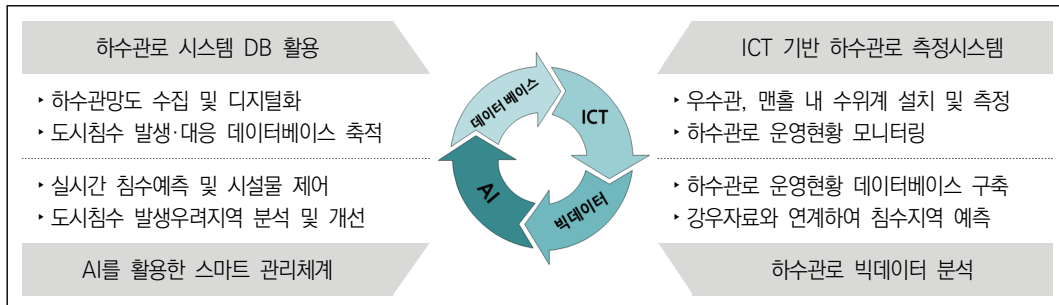 하수관로 시스템 DB 활용
‣ 하수관망도 수집 및 디지털화
‣ 도시침수 발생·대응 데이터베이스 축적
‣ 실시간 침수예측 및 시설물 제어
‣ 도시침수 발생우려지역 분석 및 개선
AI를 활용한 스마트 관리체계
데이터베이스
ICT
빅데이터
AI
ICT 기반 하수관로 측정시스템
‣ 우수관, 맨홀 내 수위계 설치 및 측정
‣ 하수관로 운영현황 모니터링
‣ 하수관로 운영현황 데이터베이스 구축
‣ 강우자료와 연계하여 침수지역 예측
하수관로 빅데이터 분석